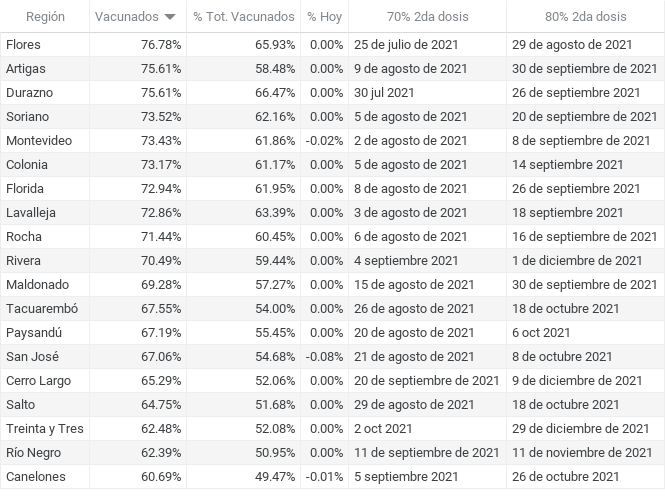 Región Vacunados % Tot. Vacunados % Hoy 70% 2da dosis 80% 2da dosis
Flores 76.78% 65.93% 0.00% 25 de julio de 2021 29 de agosto de 2021
Artigas 75.61% 58.48% 0.00% 9 de agosto de 2021 30 de septiembre de 2021
Durazno 75.61% 66.47% 0.00% 30 jul 2021 26 de septiembre de 2021
Soriano 73.52% 62.16% 0.00% 5 de agosto de 2021 20 de septiembre de 2021
Montevideo 73.43% 61.86% -0.02% 2 de agosto de 2021 8 de septiembre de 2021
Colonia 73.17% 61.17% 0.00% 5 de agosto de 2021 14 septiembre 2021
Florida 72.94% 61.95% 0.00% 8 de agosto de 2021 26 de septiembre de 2021
Lavalleja 72.86% 63.39% 0.00% 3 de agosto de 2021 18 septiembre 2021
Rocha 71.44% 60.45% 0.00% 6 de agosto de 2021 16 de septiembre de 2021
Rivera 70.49% 59.44% 0.00% 4 septiembre 2021 1 de diciembre de 2021
Maldonado 69.28% 57.27% 0.00% 15 de agosto de 2021 30 de septiembre de 2021
Tacuarembó 67.55% 54.00% 0.00% 26 de agosto de 2021 18 de octubre 2021
Paysandú 67.19% 55.45% 0.00% 20 de agosto de 2021 6 oct 2021
San José 67.06% 54.68% -0.08% 21 de agosto de 2021 8 de octubre 2021
Cerro Largo 65.29% 52.06% 0.00% 20 de septiembre de 2021 9 de diciembre de 2021
Salto 64.75% 51.68% 0.00% 29 de agosto de 2021 18 de octubre 2021
Treinta y Tres 62.48% 52.08% 0.00% 2 oct 2021 29 de diciembre de 2021
Río Negro 62.39% 50.95% 0.00% 11 de septiembre de 2021 11 de noviembre de 2021
Canelones 60.69% 49.47% -0.01% 5 septiembre 2021 26 de octubre 2021